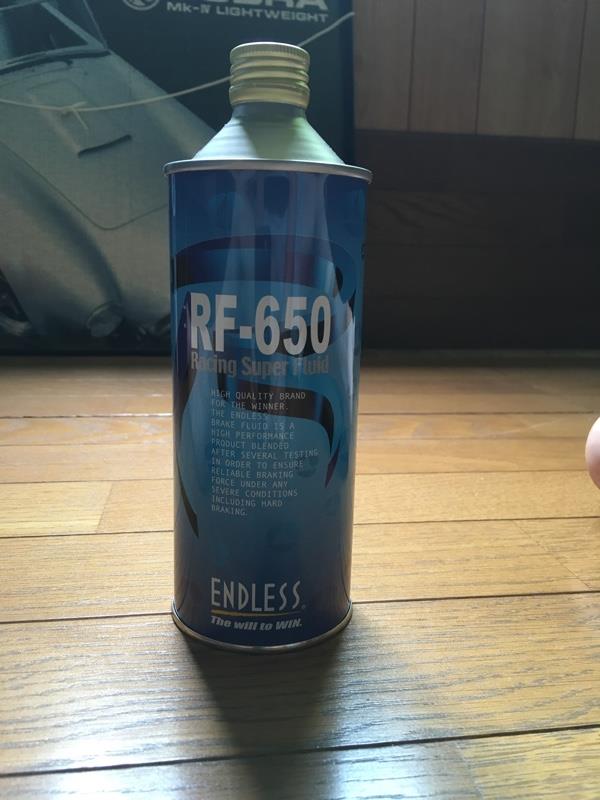 Mk-IV LIGHTWEIGHT
RF-650
Racing Super Fluid
HIGH QUALITY BRAND
FOR THE WINNER.
THE ENDLESS
BRAKE FLUID IS A
HIGH PERFORMANCE
PRODUCT BLENDED
AFTER SEVERAL TESTING
IN ORDER TO ENSURE
RELIABLE BRAKING
FORCE UNDER ANY
SEVERE CONDITIONS
INCLUDING HARD
BRAKING.
ENDLESS®
The will to WIN.